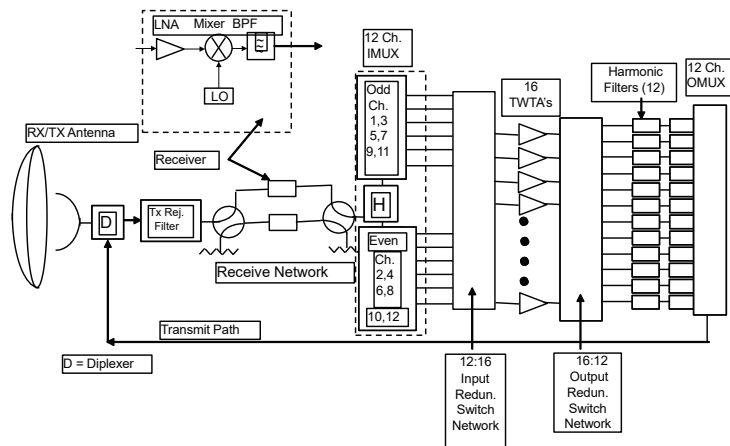 LNA Mixer BPF
LO
12 Ch.
IMUX
Odd
Ch.
1,3
5,7
9,11
16
TWTA's
Harmonic
Filters (12)
12 Ch.
OMUX
RX/TX Antenna
Receiver
D
Tx Rej.
Filter
H
Receive Network
Even
Ch.
2,4
6,8
10,12
Transmit Path
D = Diplexer
12:16
Input
Redun.
Switch
Network
16:12
Output
Redun.
Switch
Network